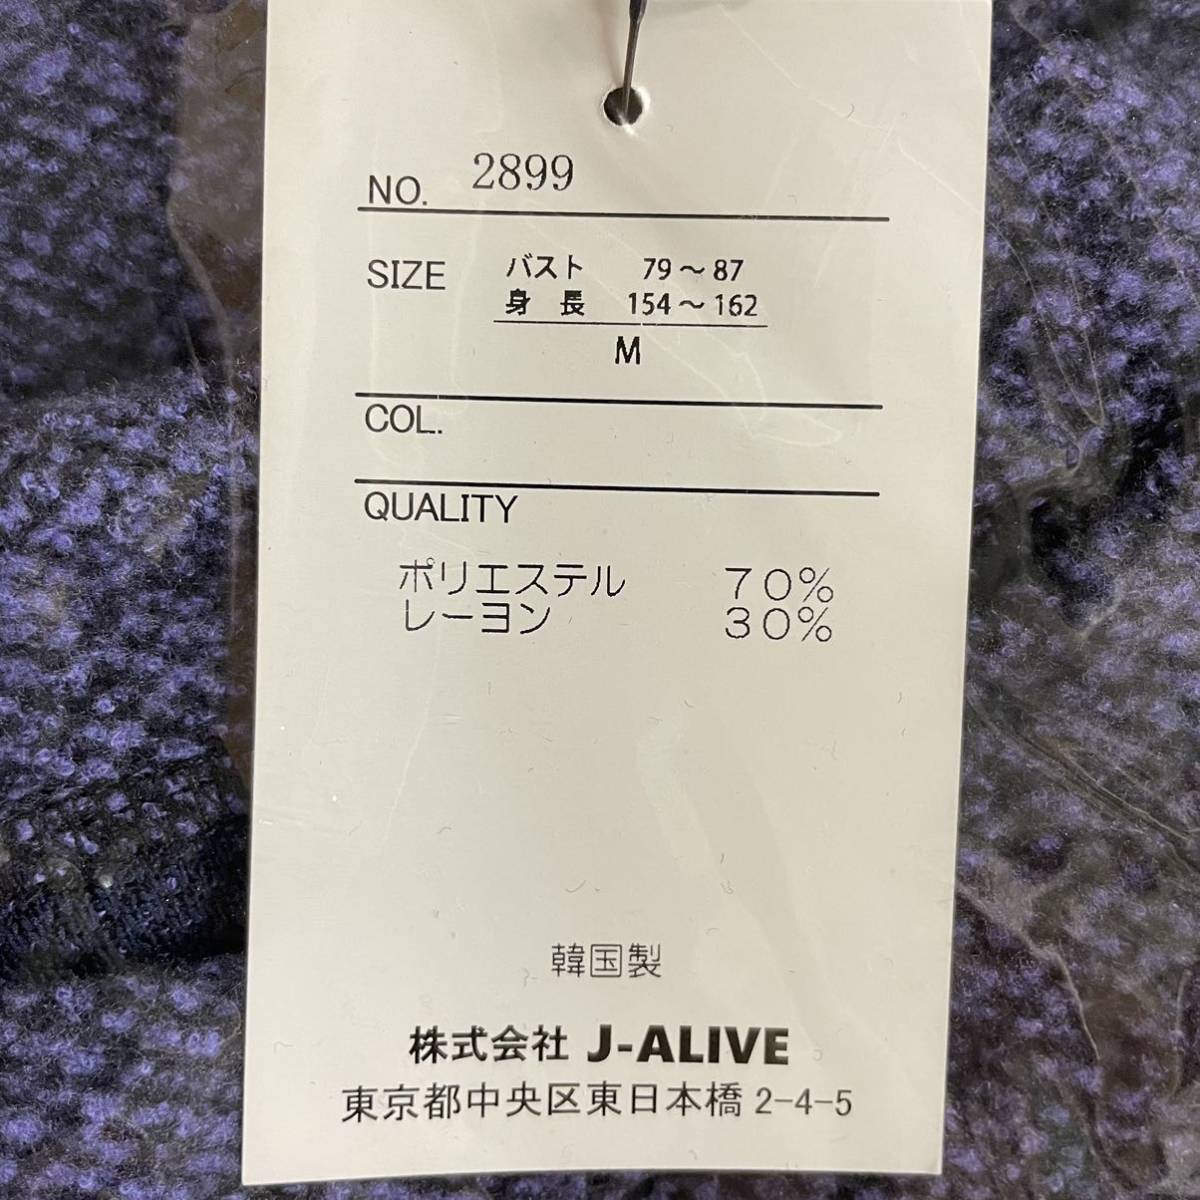 NO. 2899
SIZE バスト 79～87
身長 154～162
M
COL.
QUALITY
ポリエステル 70%
レーヨン 30%
韓国製
株式会社 J-ALIVE
東京都中央区東日本橋 2-4-5